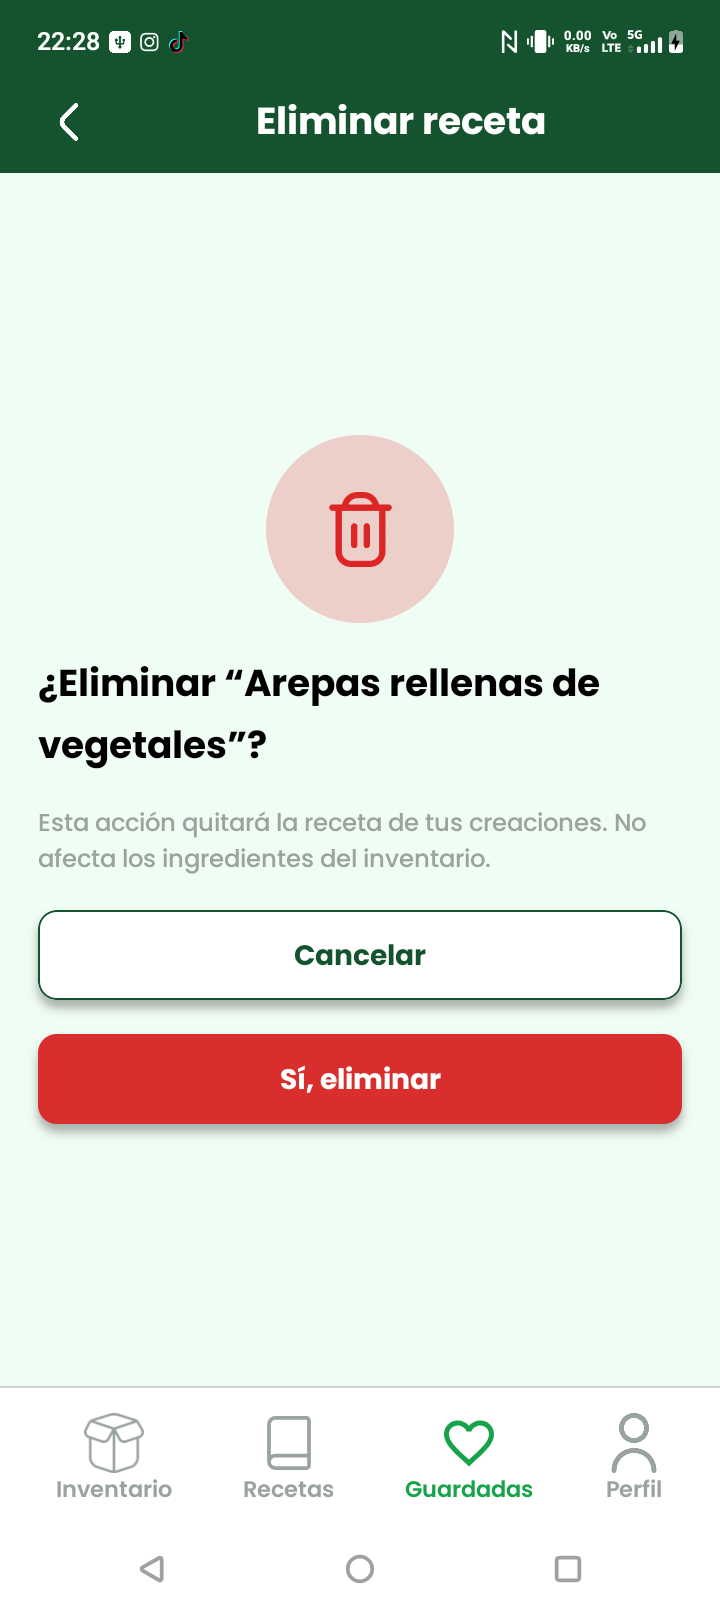 22:28
0.00 KB/s
Vo LTE
5G
Eliminar receta
¿Eliminar “Arepas rellenas de
vegetales”?
Esta acción quitará la receta de tus creaciones. No
afecta los ingredientes del inventario.
Cancelar
Sí, eliminar
Inventario
Recetas
Guardadas
Perfil